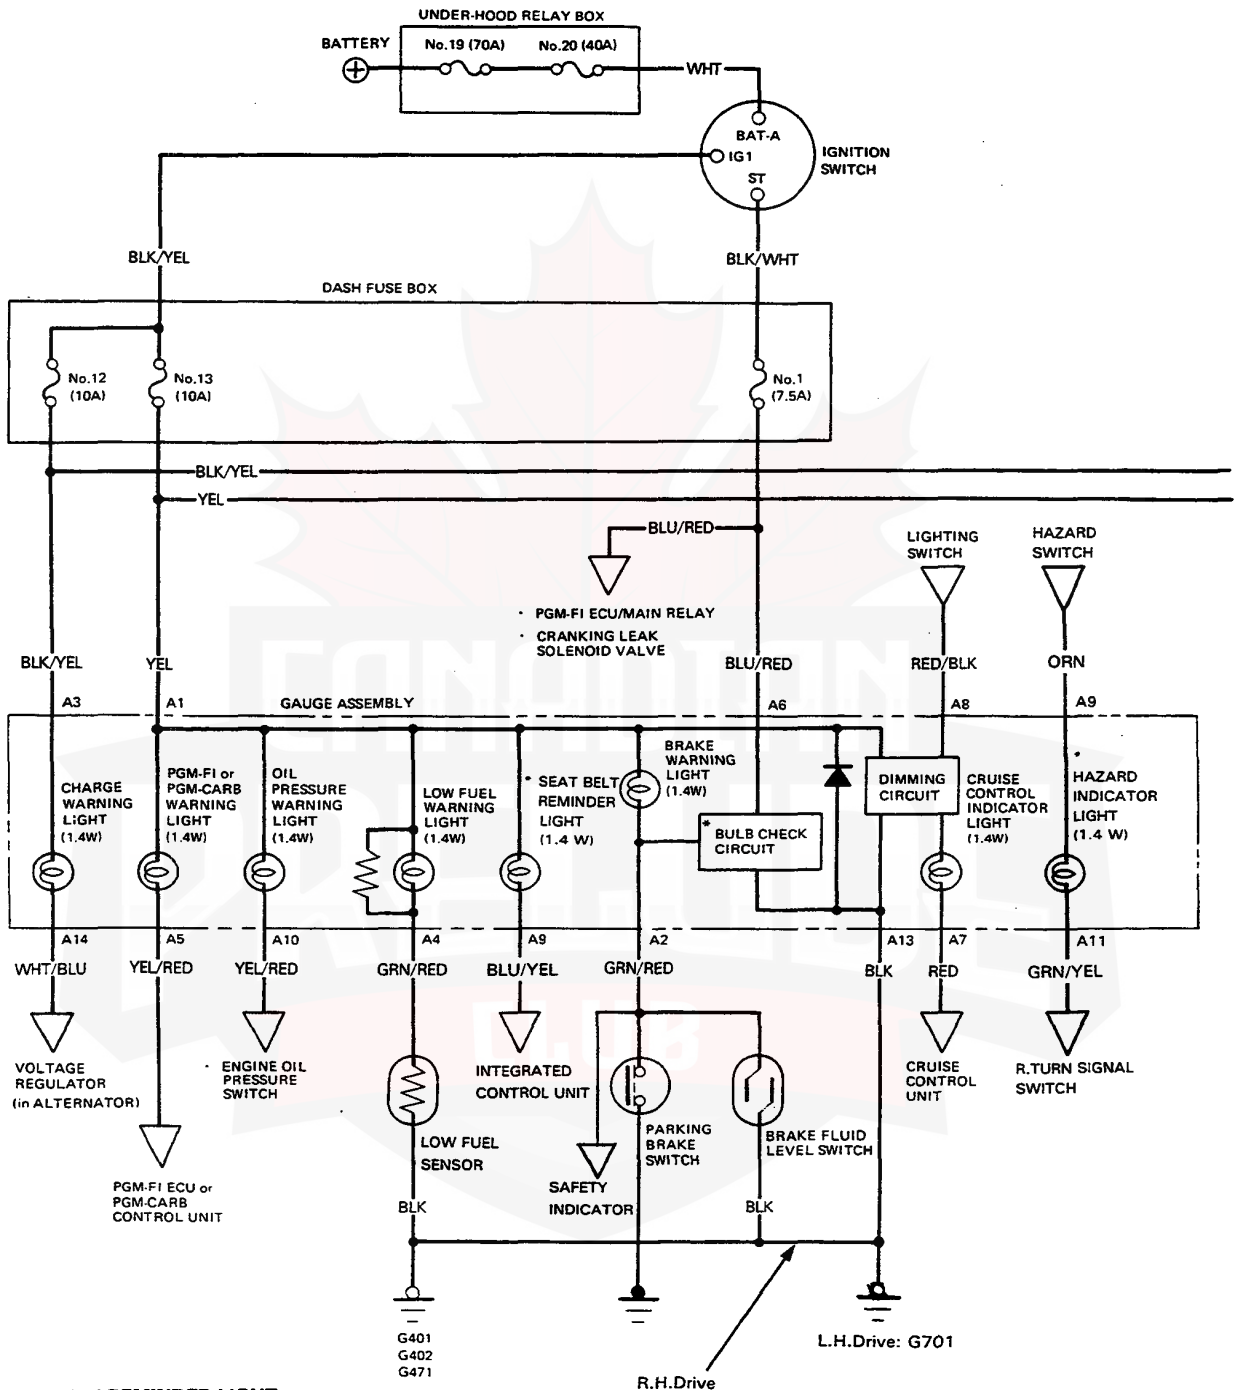 UNDER-HOOD RELAY BOX
BATTERY
No.19 (70A)
No.20 (40A)
WHT
BAT-A
IG1
ST
IGNITION
SWITCH
BLK/YEL
BLK/WHT
DASH FUSE BOX
No.12
(10A)
No.13
(10A)
No.1
(7.5A)
BLK/YEL
YEL
BLU/RED
LIGHTING
SWITCH
HAZARD
SWITCH
• PGM-FI ECU/MAIN RELAY
• CRANKING LEAK
SOLENOID VALVE
BLK/YEL
YEL
BLU/RED
RED/BLK
ORN
A3
A1
GAUGE ASSEMBLY
A6
A8
A9
CHARGE
WARNING
LIGHT
(1.4W)
PGM-FI or
PGM-CARB
WARNING
LIGHT
(1.4W)
OIL
PRESSURE
WARNING
LIGHT
(1.4W)
LOW FUEL
WARNING
LIGHT
(1.4W)
SEAT BELT
REMINDER
LIGHT
(1.4 W)
BRAKE
WARNING
LIGHT
(1.4W)
* BULB CHECK
CIRCUIT
DIMMING
CIRCUIT
CRUISE
CONTROL
INDICATOR
LIGHT
(1.4W)
HAZARD
INDICATOR
LIGHT
(1.4 W)
A14
A5
A10
A4
A9
A2
A13
A7
A11
WHT/BLU
YEL/RED
YEL/RED
GRN/RED
BLU/YEL
GRN/RED
BLK
RED
GRN/YEL
VOLTAGE
REGULATOR
(in ALTERNATOR)
ENGINE OIL
PRESSURE
SWITCH
INTEGRATED
CONTROL UNIT
CRUISE
CONTROL
UNIT
R.TURN SIGNAL
SWITCH
LOW FUEL
SENSOR
PARKING
BRAKE
SWITCH
BRAKE FLUID
LEVEL SWITCH
PGM-FI ECU or
PGM-CARB
CONTROL UNIT
SAFETY
INDICATOR
BLK
BLK
G401
G402
G471
L.H.Drive: G701
R.H.Drive
CANADIAN
PRELUDE
CLUB